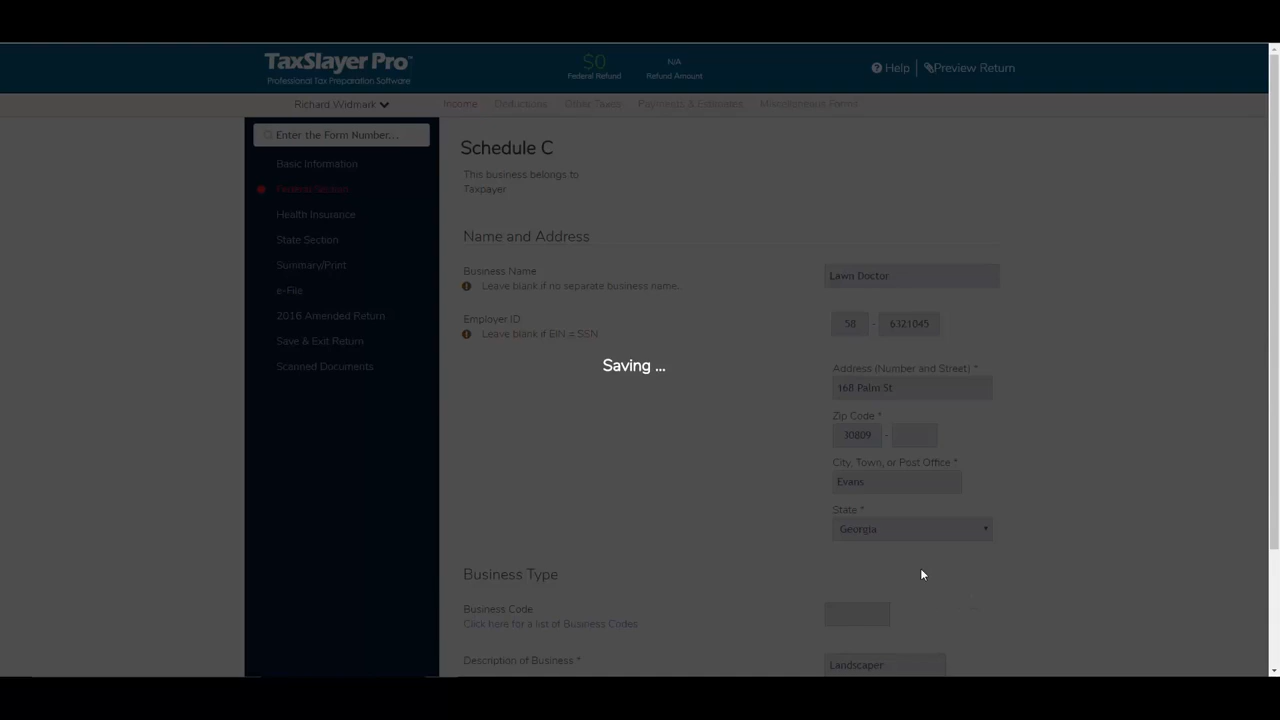 TaxSlayer Pro™
Professional Tax Preparation Software
$0
Federal Refund
N/A
Refund Amount
Help
Preview Return
Richard Widmark
Income
Deductions
Other Taxes
Payments & Estimates
Miscellaneous Forms
Enter the Form Number...
Basic Information
Federal Section
Health Insurance
State Section
Summary/Print
e-File
2016 Amended Return
Save & Exit Return
Scanned Documents
Schedule C
This business belongs to
Taxpayer
Name and Address
Business Name
Leave blank if no separate business name...
Lawn Doctor
Employer ID
Leave blank if EIN = SSN
58 - 6321045
Saving ...
Address (Number and Street) *
168 Palm St
Zip Code *
30809 -
City, Town, or Post Office *
Evans
State *
Georgia
Business Type
Business Code
Click here for a list of Business Codes
Description of Business *
Landscaper